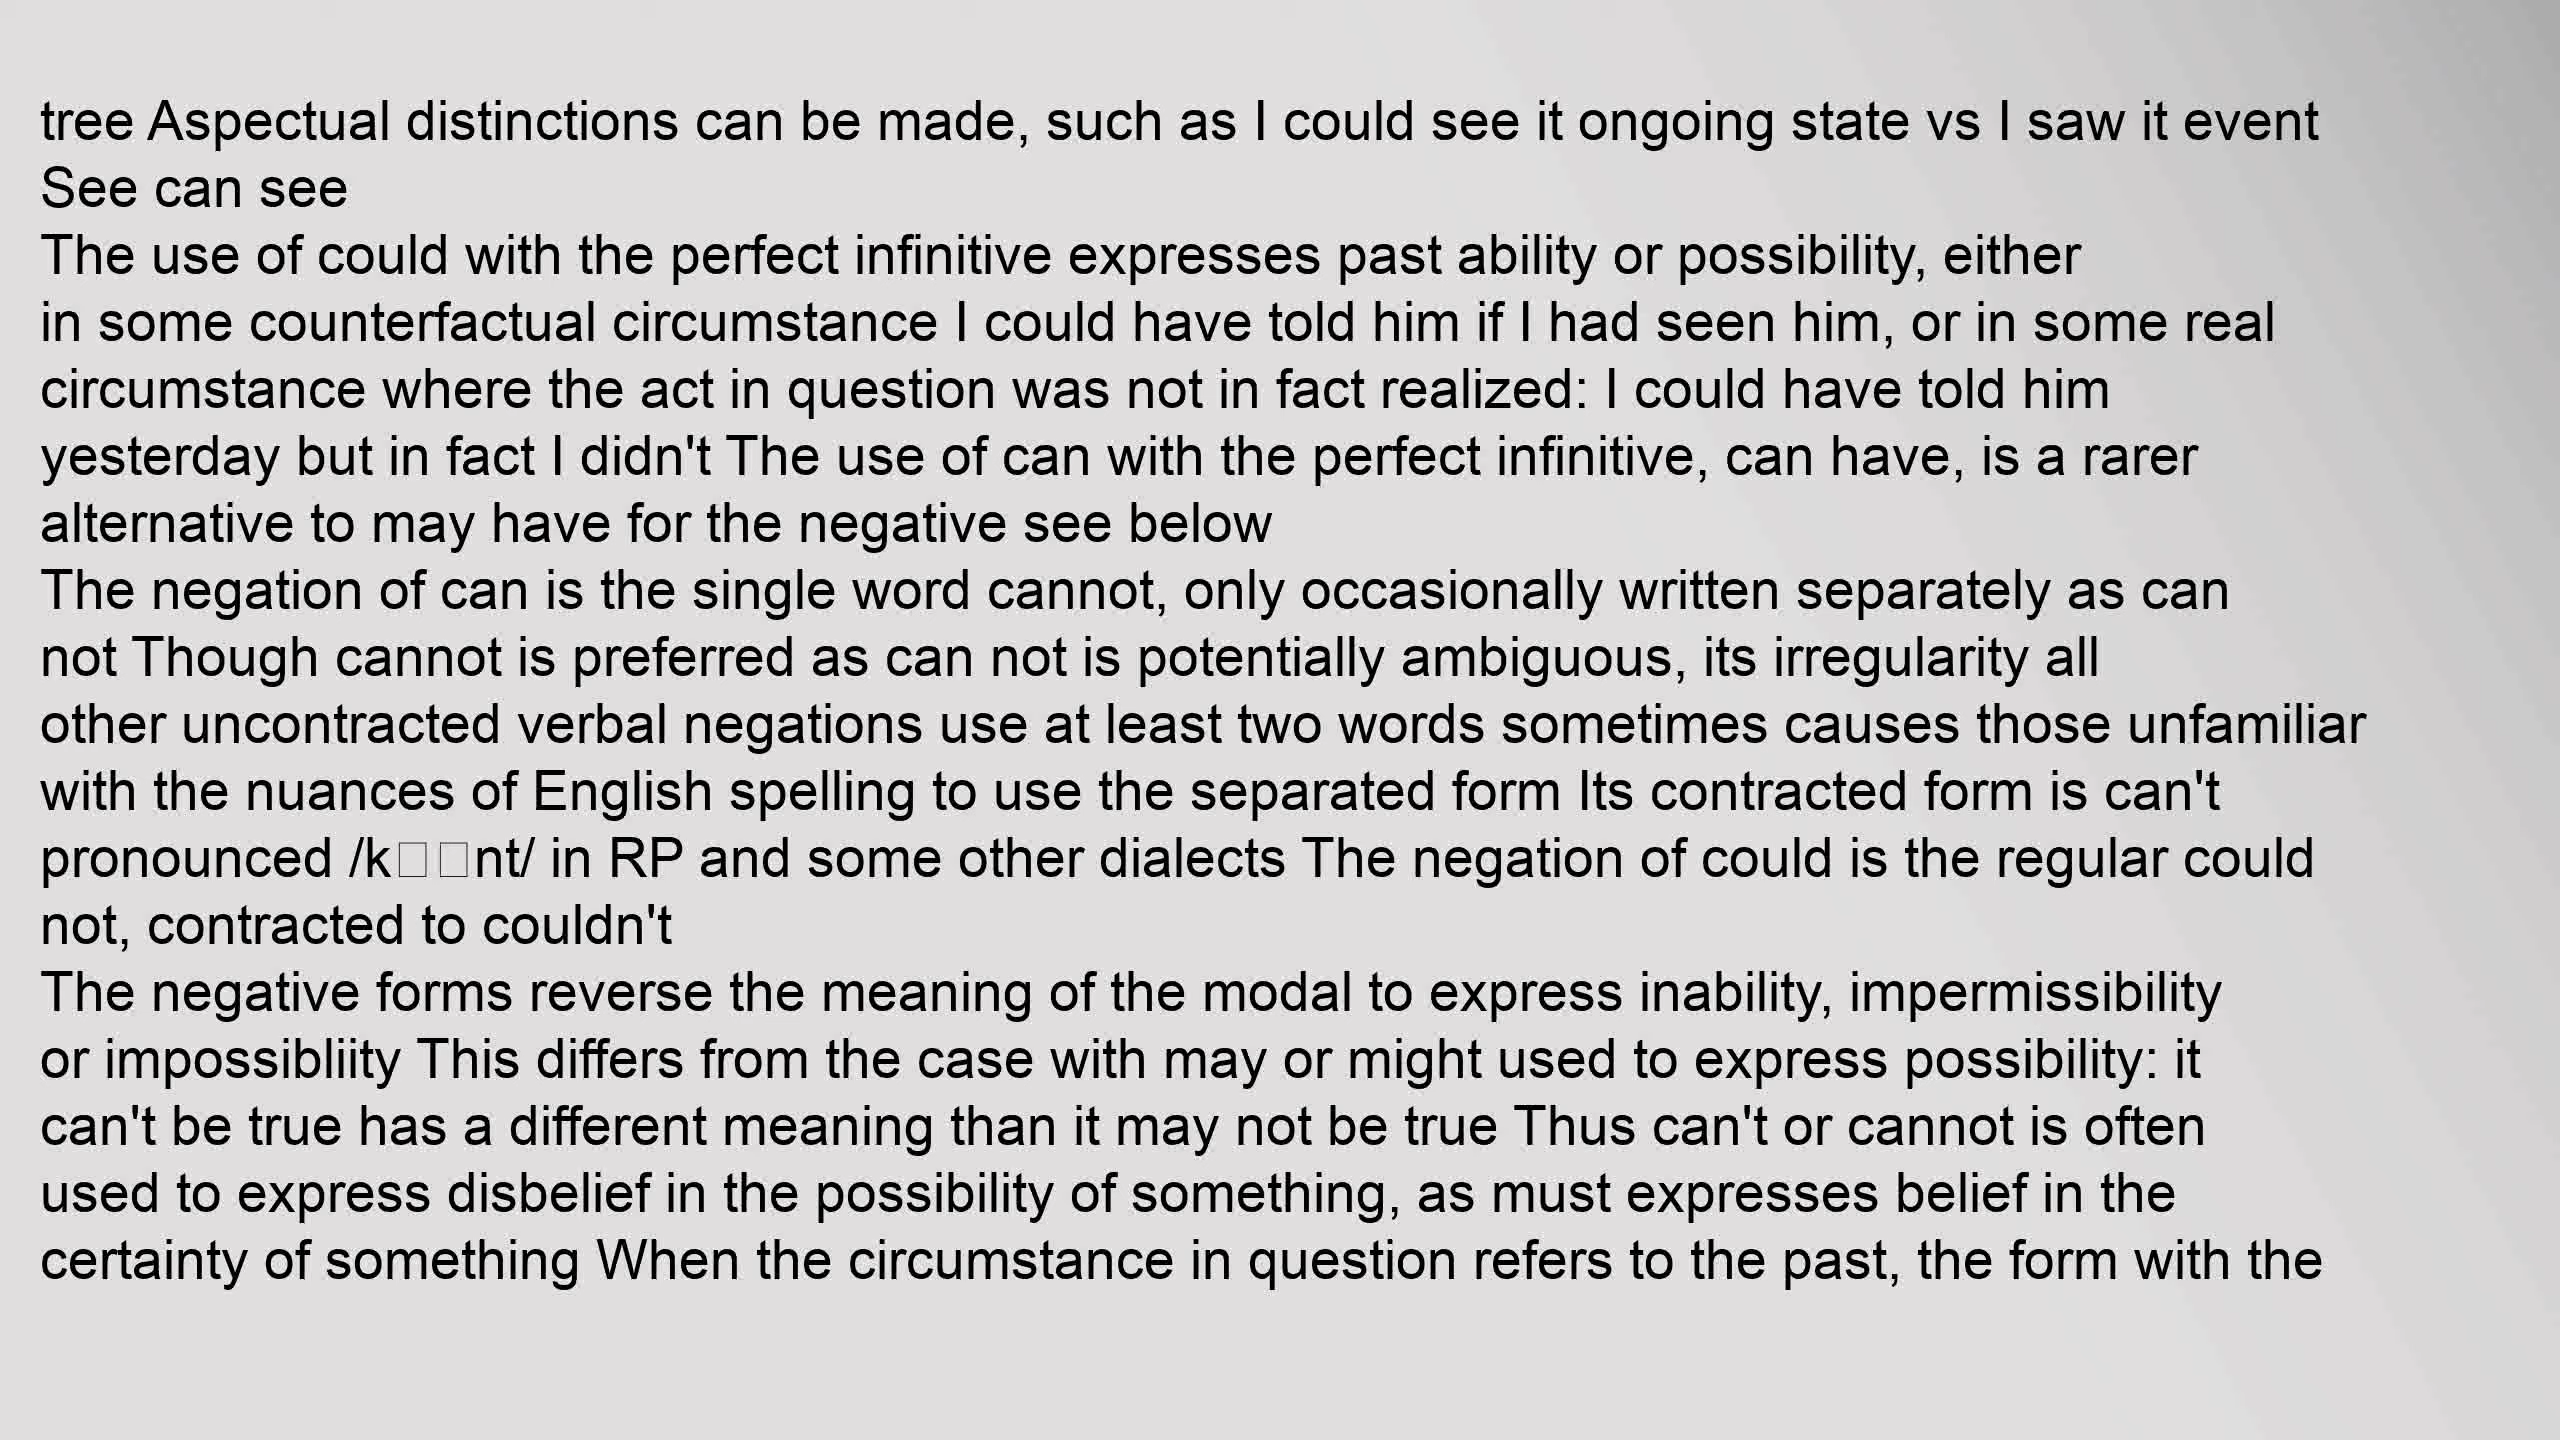 tree Aspectual distinctions can be made, such as I could see it ongoing state vs I saw it event
See can see
The use of could with the perfect infinitive expresses past ability or possibility, either
in some counterfactual circumstance I could have told him if I had seen him, or in some real
circumstance where the act in question was not in fact realized: I could have told him
yesterday but in fact I didn't The use of can with the perfect infinitive, can have, is a rarer
alternative to may have for the negative see below
The negation of can is the single word cannot, only occasionally written separately as can
not Though cannot is preferred as can not is potentially ambiguous, its irregularity all
other uncontracted verbal negations use at least two words sometimes causes those unfamiliar
with the nuances of English spelling to use the separated form Its contracted form is can't
pronounced /k□□nt/ in RP and some other dialects The negation of could is the regular could
not, contracted to couldn't
The negative forms reverse the meaning of the modal to express inability, impermissibility
or impossibliity This differs from the case with may or might used to express possibility: it
can't be true has a different meaning than it may not be true Thus can't or cannot is often
used to express disbelief in the possibility of something, as must expresses belief in the
certainty of something When the circumstance in question refers to the past, the form with the